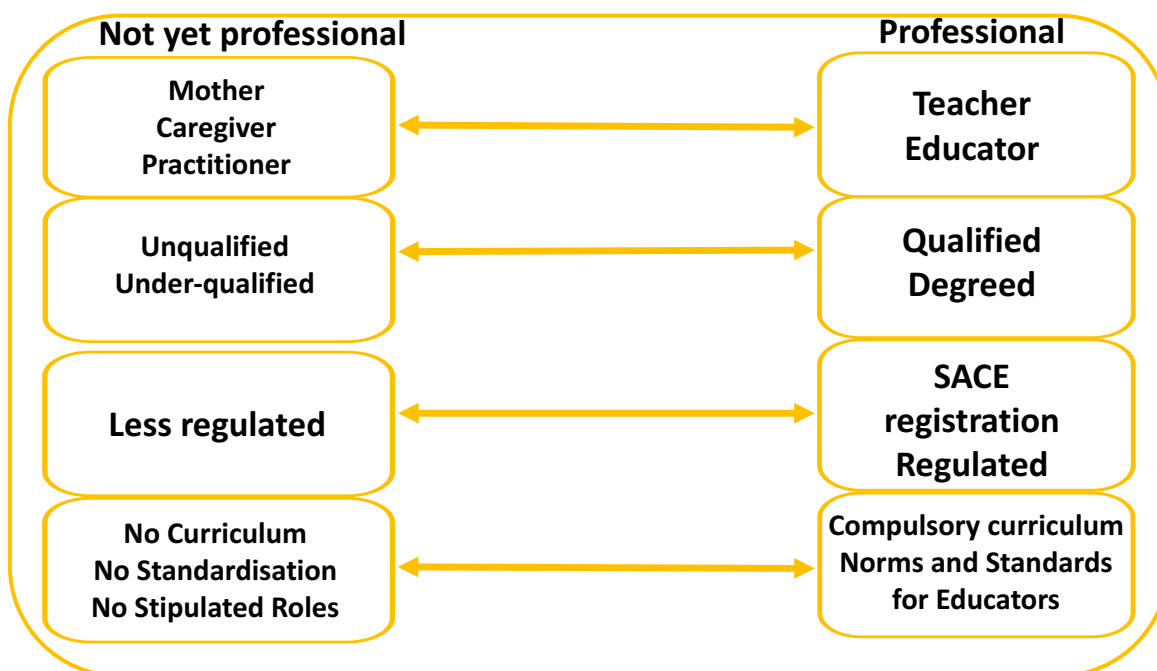 Not yet professional
Professional
Mother
Caregiver
Practitioner
Teacher
Educator
Unqualified
Under-qualified
Qualified
Degreed
Less regulated
SACE
registration
Regulated
No Curriculum
No Standardisation
No Stipulated Roles
Compulsory curriculum
Norms and Standards
for Educators